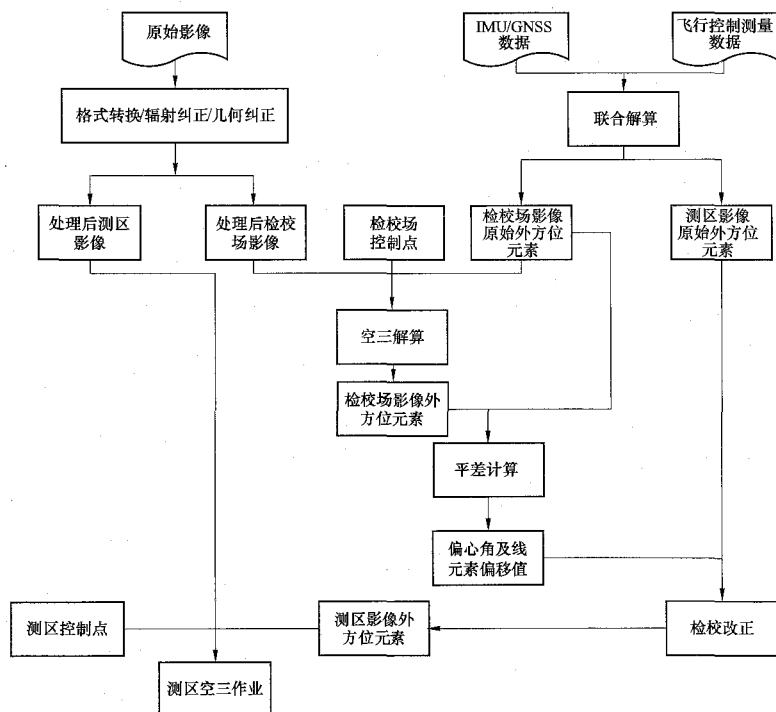 原始影像
IMU/GNSS
数据
飞行控制测量
数据
格式转换/辐射纠正/几何纠正
联合解算
处理后测区
影像
处理后检校
场影像
检校场
控制点
检校场影像
原始外方位
元素
测区影像
原始外方位
元素
空三解算
检校场影像外
方位元素
平差计算
偏心角及线
元素偏移值
测区控制点
测区影像外
方位元素
检校改正
测区空三作业